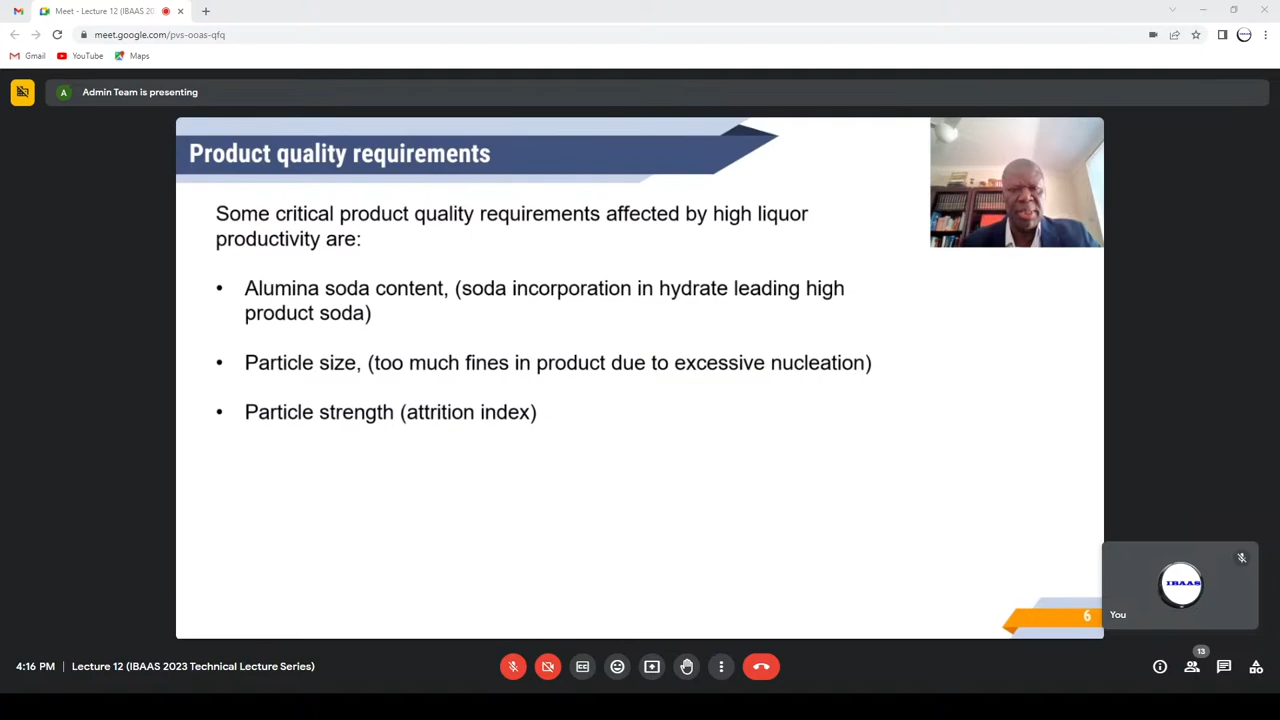 Meet - Lecture 12 (IBAAS 20
meet.google.com/pvs-ooas-qfq
Gmail
YouTube
Maps
A
Admin Team is presenting
Product quality requirements
Some critical product quality requirements affected by high liquor
productivity are:
• Alumina soda content, (soda incorporation in hydrate leading high
product soda)
• Particle size, (too much fines in product due to excessive nucleation)
• Particle strength (attrition index)
6
IBAAS
You
4:16 PM | Lecture 12 (IBAAS 2023 Technical Lecture Series)
13